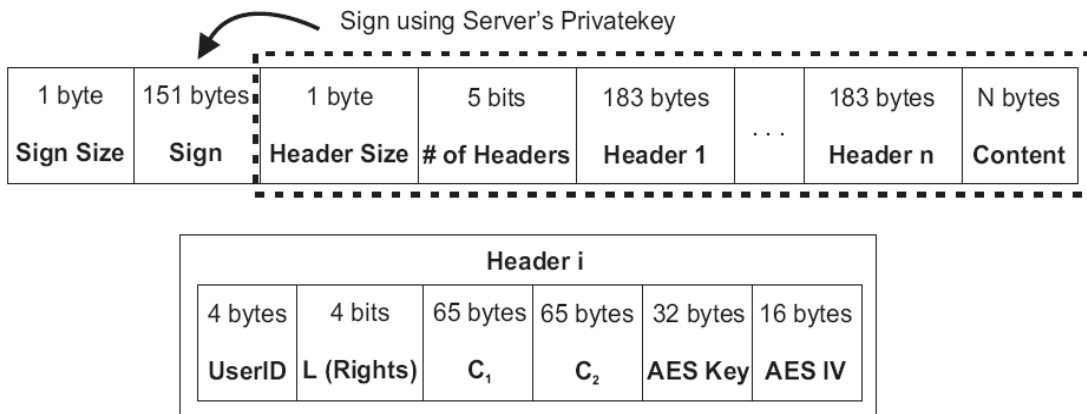 Sign using Server's Privatekey
1 byte 151 bytes 1 byte 5 bits 183 bytes 183 bytes N bytes
. . .
Sign Size Sign Header Size # of Headers Header 1 Header n Content
Header i
4 bytes 4 bits 65 bytes 65 bytes 32 bytes 16 bytes
UserID L (Rights) C₁ C₂ AES Key AES IV